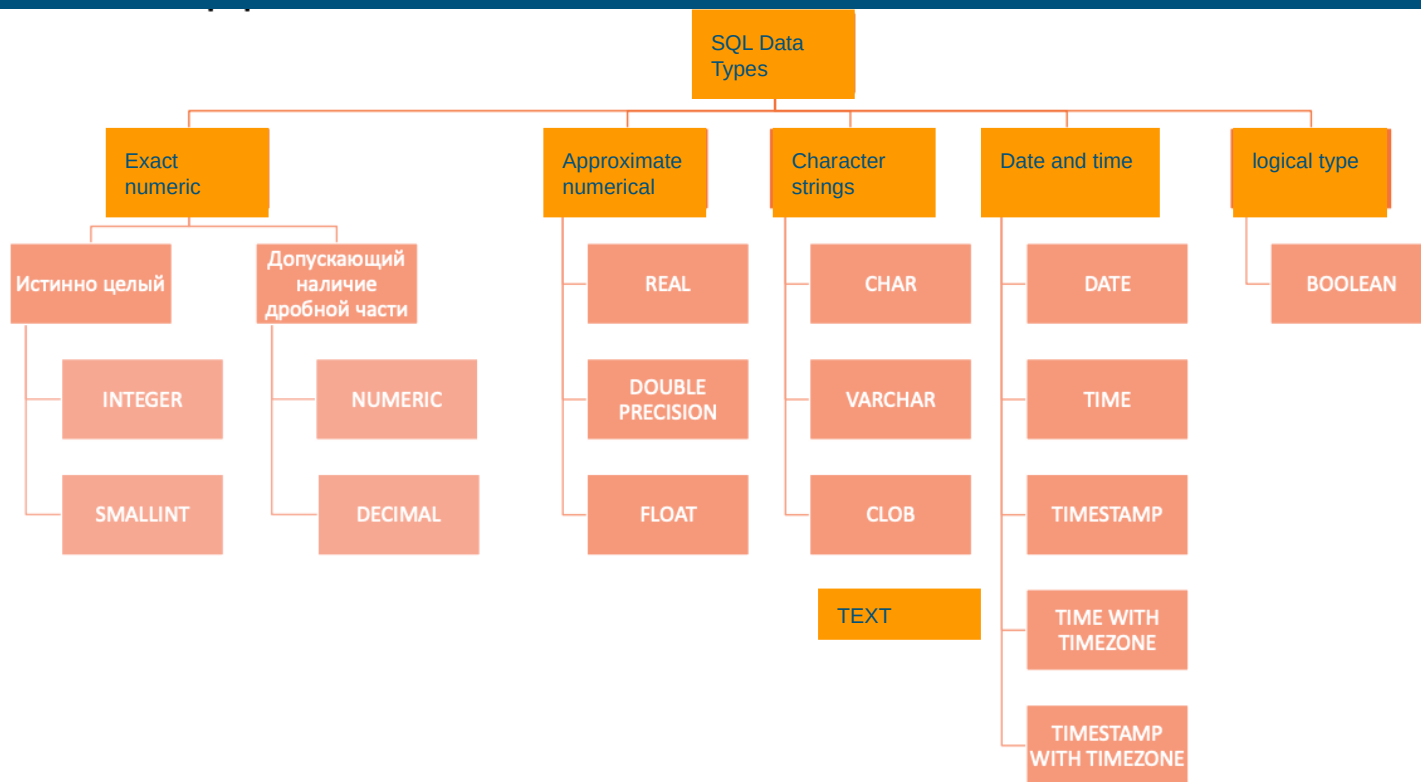 SQL Data
Types
Exact
numeric
Approximate
numerical
Character
strings
Date and time
logical type
Истинно целый
Допускающий
наличие
дробной части
REAL
CHAR
DATE
BOOLEAN
INTEGER
NUMERIC
DOUBLE
PRECISION
VARCHAR
TIME
SMALLINT
DECIMAL
FLOAT
CLOB
TIMESTAMP
TEXT
TIME WITH
TIMEZONE
TIMESTAMP
WITH TIMEZONE